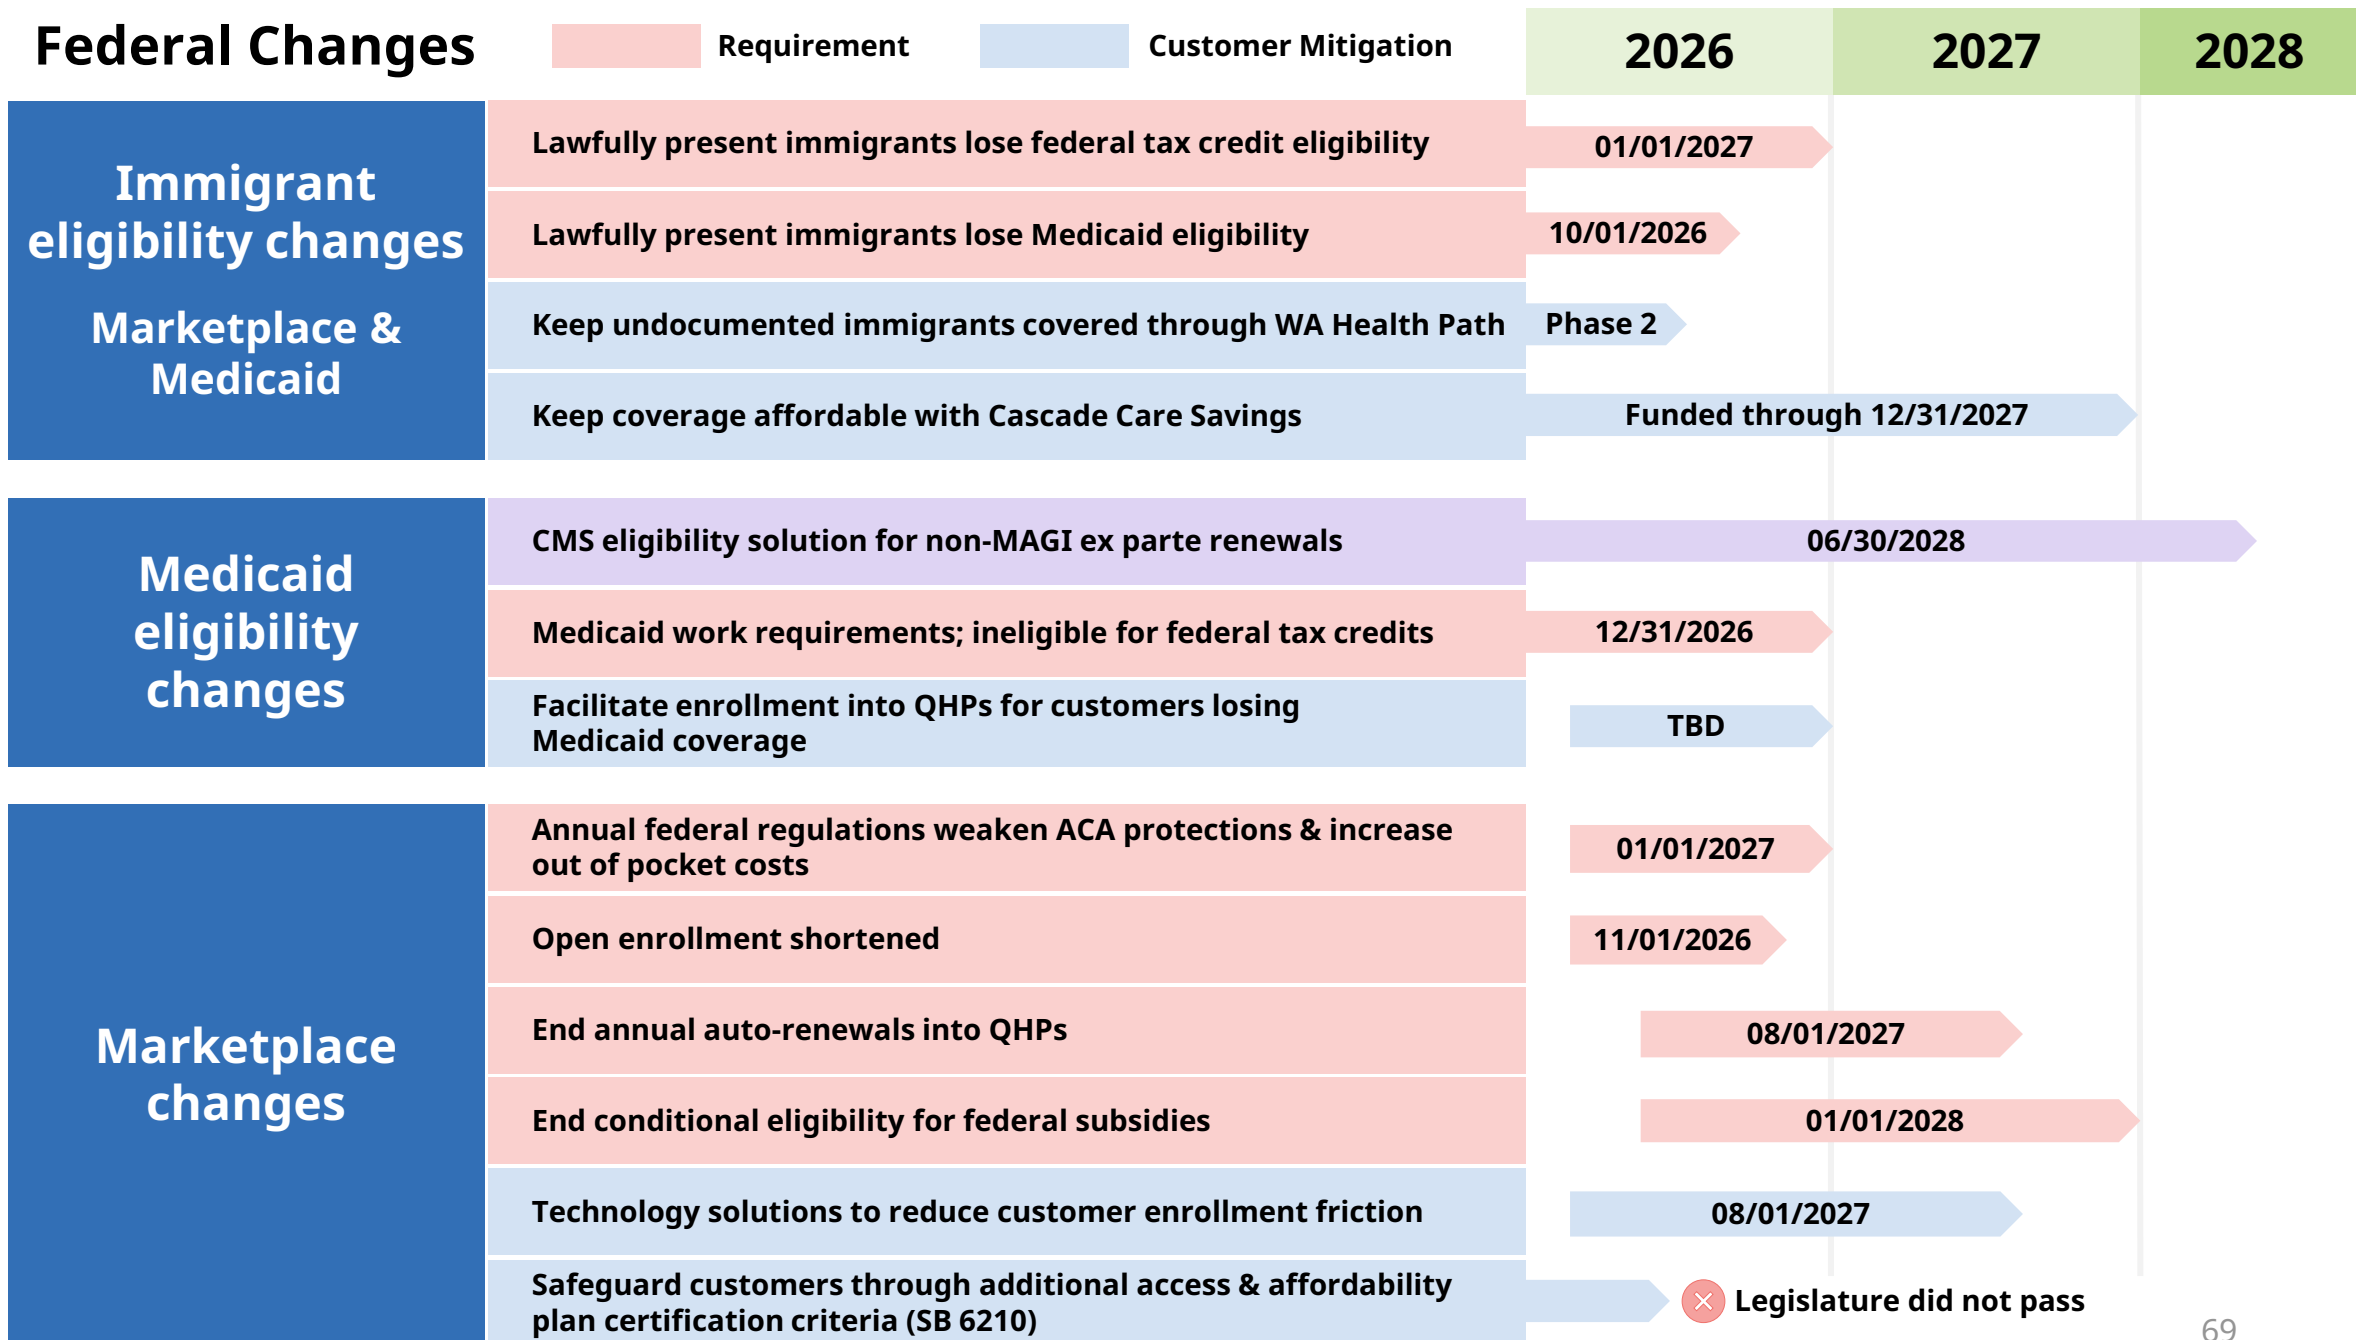 Federal Changes
Requirement
Customer Mitigation
2026
2027
2028
Immigrant
eligibility changes
Marketplace &
Medicaid
Lawfully present immigrants lose federal tax credit eligibility
01/01/2027
Lawfully present immigrants lose Medicaid eligibility
10/01/2026
Keep undocumented immigrants covered through WA Health Path
Phase 2
Keep coverage affordable with Cascade Care Savings
Funded through 12/31/2027
Medicaid
eligibility
changes
CMS eligibility solution for non-MAGI ex parte renewals
06/30/2028
Medicaid work requirements; ineligible for federal tax credits
12/31/2026
Facilitate enrollment into QHPs for customers losing
Medicaid coverage
TBD
Marketplace
changes
Annual federal regulations weaken ACA protections & increase
out of pocket costs
01/01/2027
Open enrollment shortened
11/01/2026
End annual auto-renewals into QHPs
08/01/2027
End conditional eligibility for federal subsidies
01/01/2028
Technology solutions to reduce customer enrollment friction
08/01/2027
Safeguard customers through additional access & affordability
plan certification criteria (SB 6210)
Legislature did not pass
69